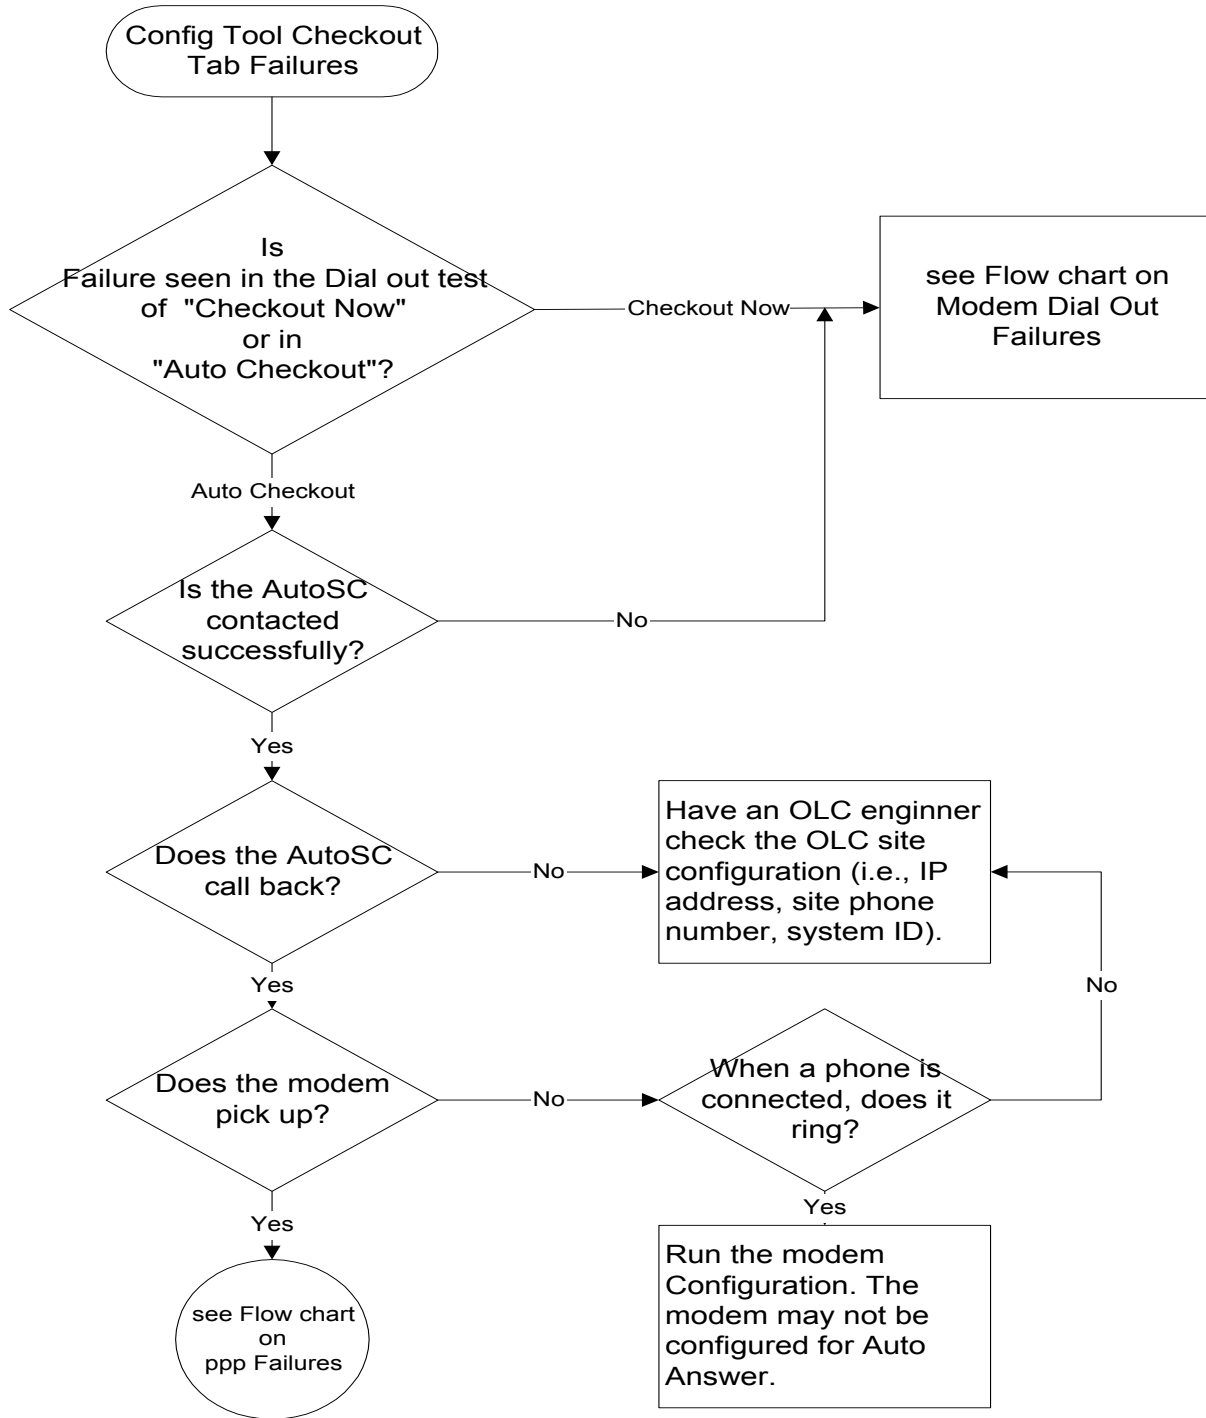 Config Tool Checkout
Tab Failures
Is
Failure seen in the Dial out test
of "Checkout Now"
or in
"Auto Checkout"?
Checkout Now
see Flow chart on
Modem Dial Out
Failures
Auto Checkout
Is the AutoSC
contacted
successfully?
No
Yes
Does the AutoSC
call back?
No
Have an OLC enginner
check the OLC site
configuration (i.e., IP
address, site phone
number, system ID).
Yes
No
Does the modem
pick up?
No
When a phone is
connected, does it
ring?
Yes
Yes
see Flow chart
on
ppp Failures
Run the modem
Configuration. The
modem may not be
configured for Auto
Answer.